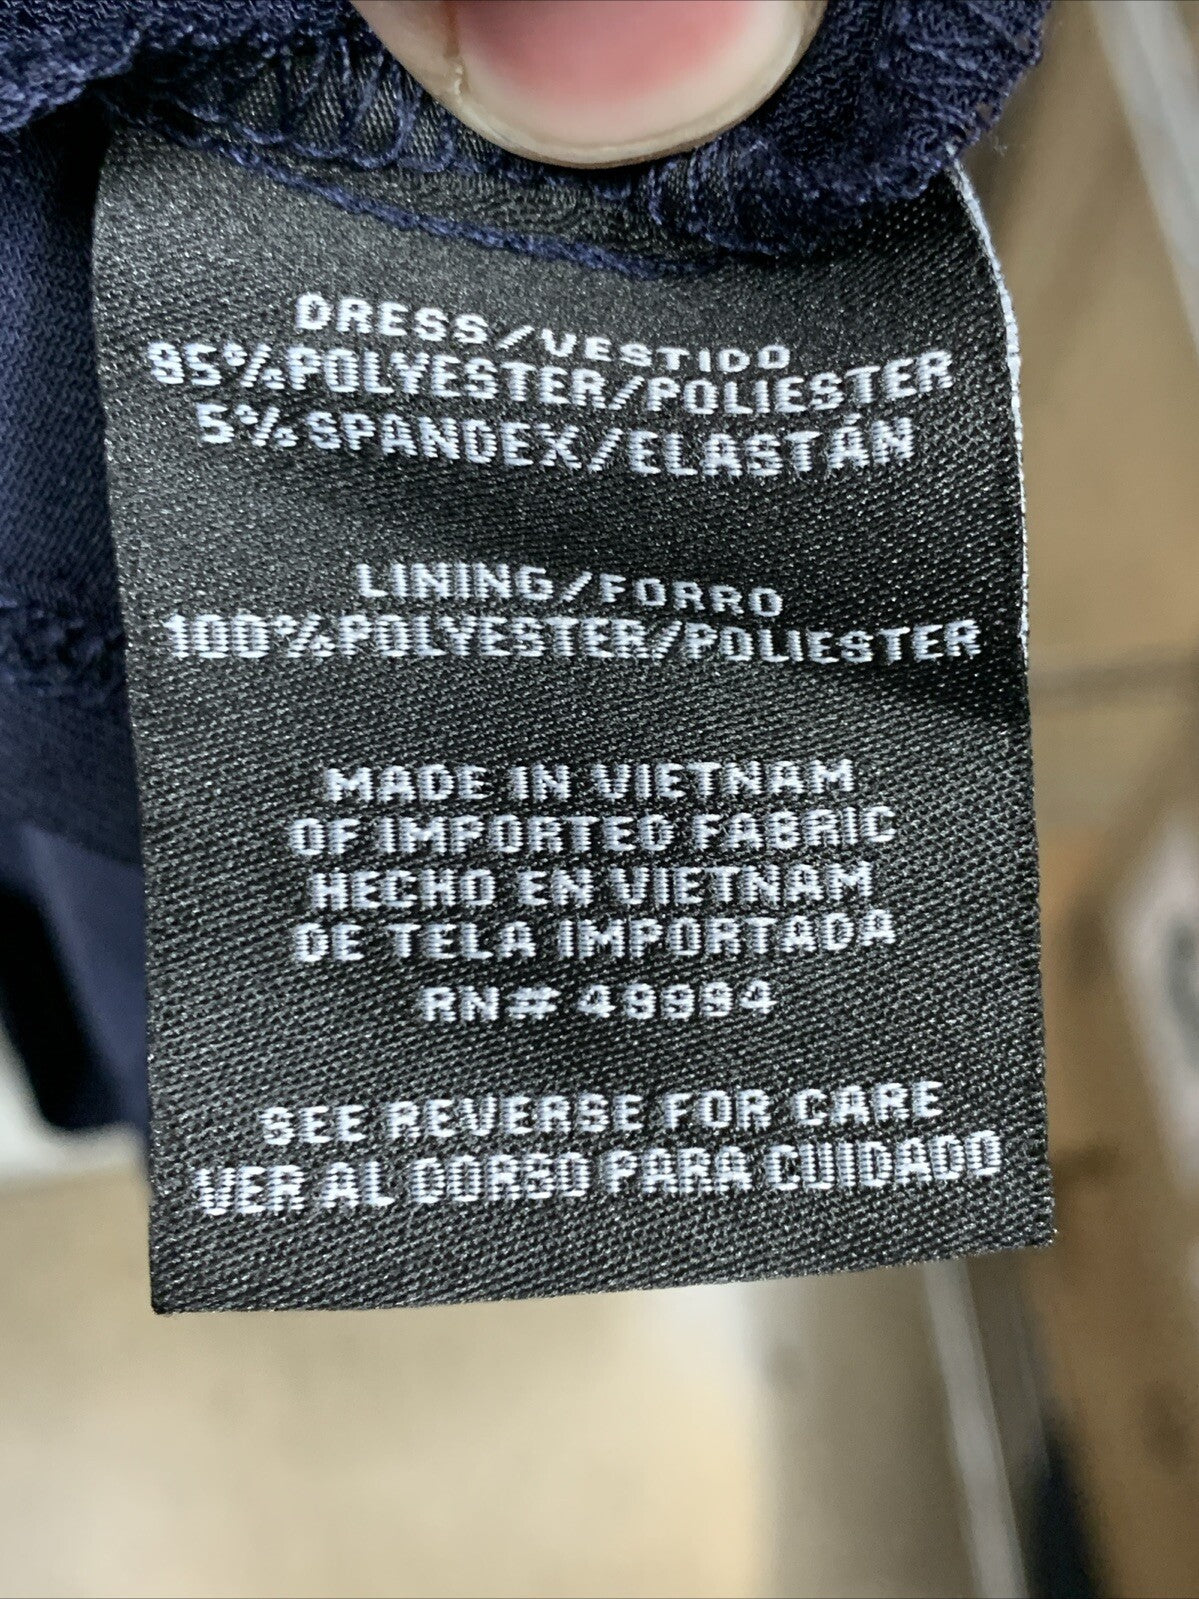 DRESS/VESTIDO
95%POLYESTER/POLIESTER
5%SPANDEX/ELASTÁN
LINING/FORRO
100%POLYESTER/POLIESTER
MADE IN VIETNAM
OF IMPORTED FABRIC
HECHO EN VIETNAM
DE TELA IMPORTADA
RN# 49994
SEE REVERSE FOR CARE
VER AL DORSO PARA CUIDADO